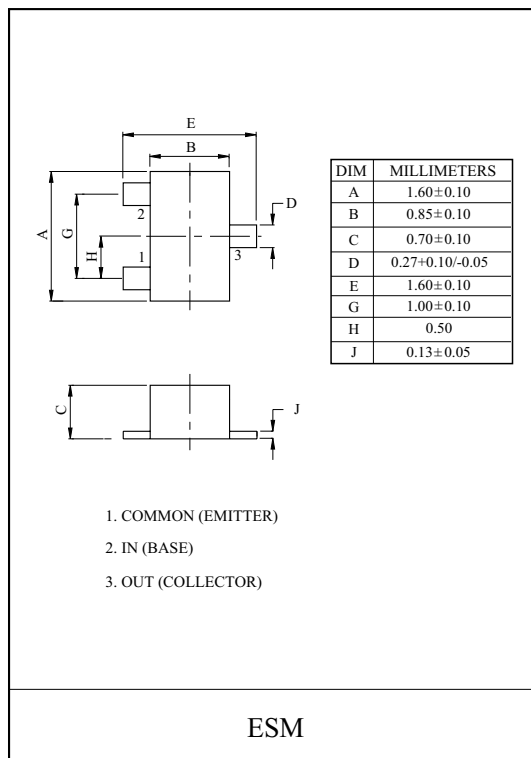 E
B
A
G
H
2
1
D
3
DIM MILLIMETERS
A 1.60±0.10
B 0.85±0.10
C 0.70±0.10
D 0.27+0.10/-0.05
E 1.60±0.10
G 1.00±0.10
H 0.50
J 0.13±0.05
C
J
1. COMMON (EMITTER)
2. IN (BASE)
3. OUT (COLLECTOR)
ESM